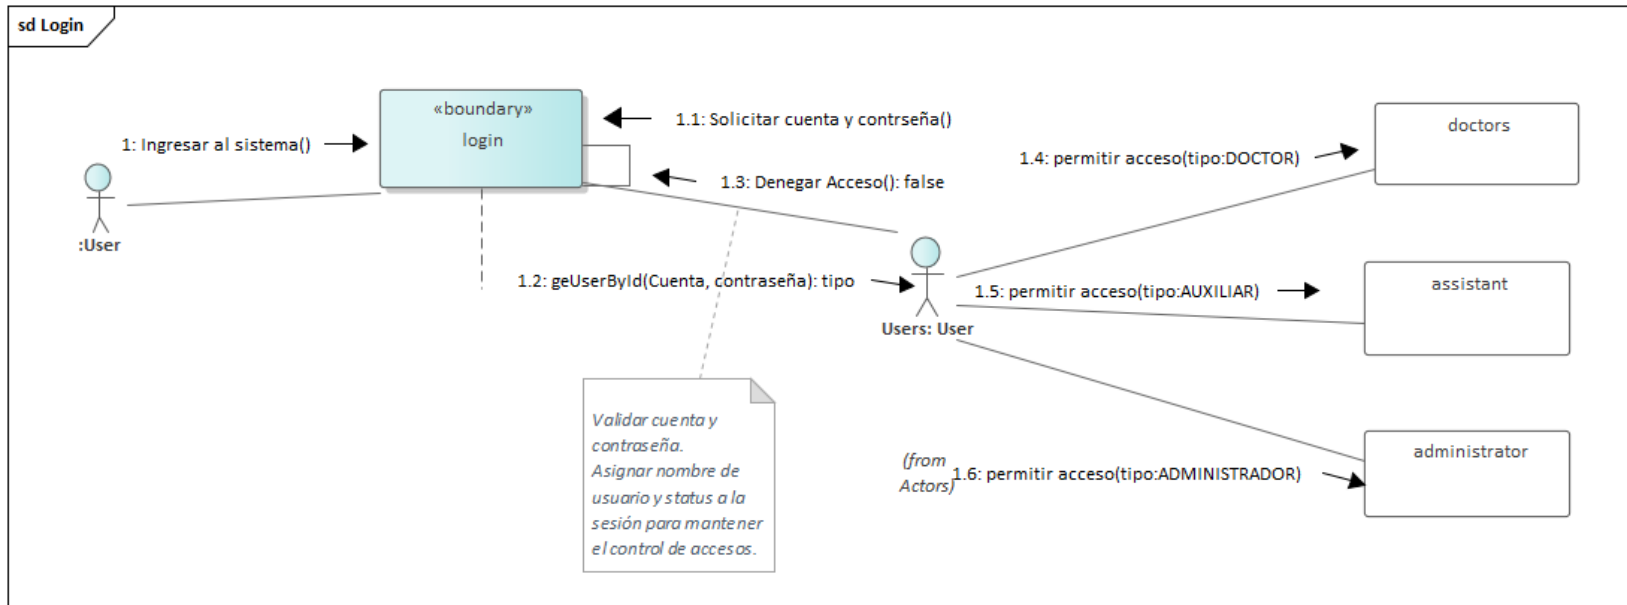 sd Login
«boundary»
login
1: Ingresar al sistema()
1.1: Solicitar cuenta y contrseña()
1.3: Denegar Acceso(): false
:User
1.2: geUserById(Cuenta, contraseña): tipo
Users: User
1.4: permitir acceso(tipo:DOCTOR)
doctors
1.5: permitir acceso(tipo:AUXILIAR)
assistant
(from
Actors)
1.6: permitir acceso(tipo:ADMINISTRADOR)
administrator
Validar cuenta y
contraseña.
Asignar nombre de
usuario y status a la
sesión para mantener
el control de accesos.